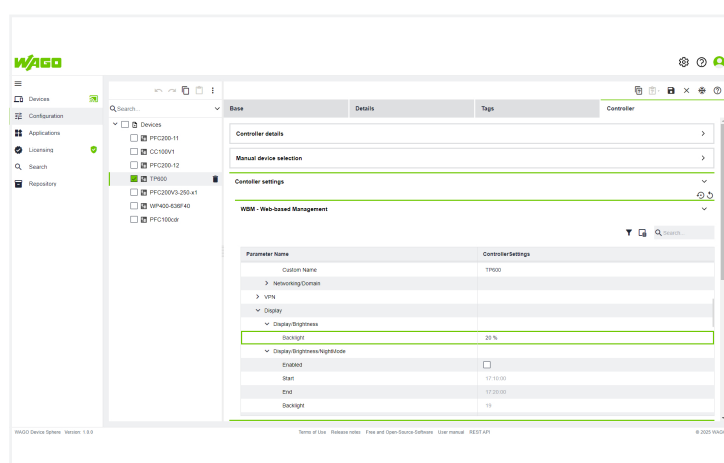 WAGO
Devices
Configuration
Applications
Licensing
Search
Repository
Search...
Devices
PFC200-11
CC100V1
PFC200-12
TP600
PFC200V3-250-x1
WP400-836F40
PFC100cdr
Base Details Tags Controller
Controller details
Manual device selection
Contoller settings
WBM - Web-based Management
Search...
Parameter Name ControllerSettings
Custom Name TP600
Networking/Domain
VPN
Display
Display/Brightness
Backlight 20 %
Display/Brightness/NightMode
Enabled
Start 17:10:00
End 17:20:00
Backlight 10
WAGO Device Sphere Version: 1.0.0 Terms of Use Release notes Free and Open-Source-Software User manual REST API © 2025 WAGO